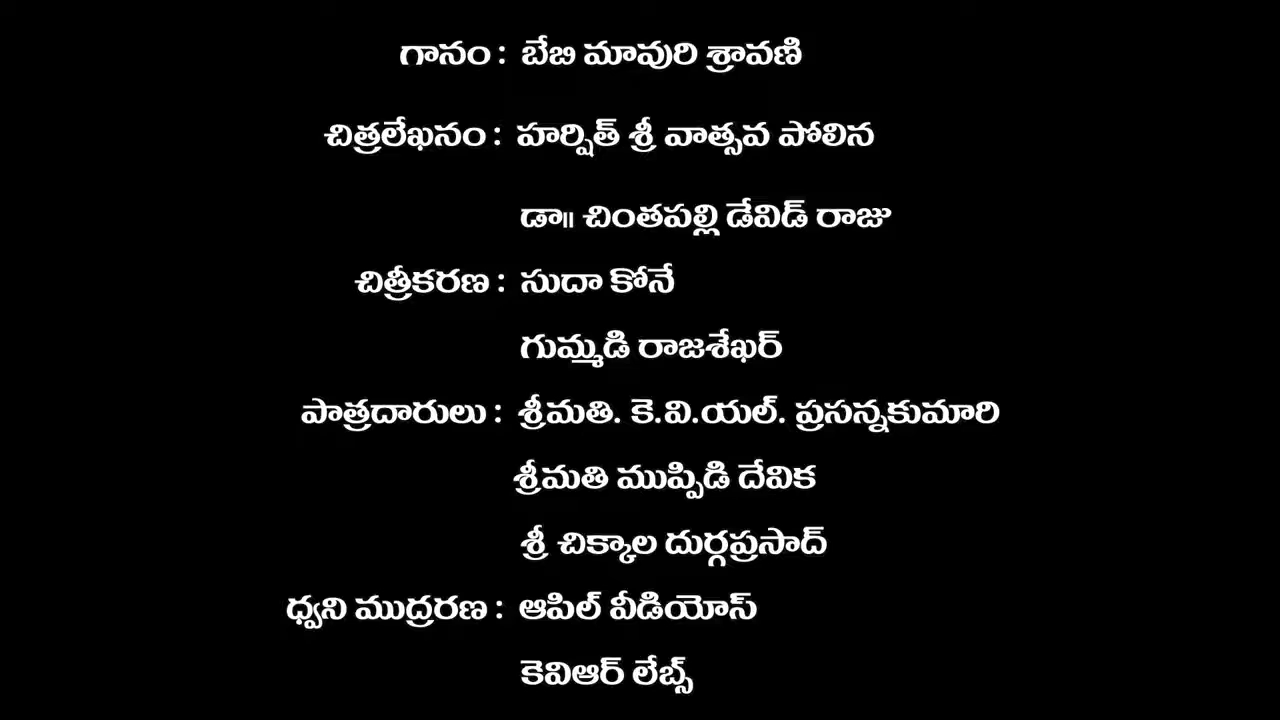 గానం : బేబి మావురి శ్రావణి
చిత్రలేఖనం : హర్షిత్ శ్రీ వాత్సవ పోలిన
డా॥ చింతపల్లి డేవిడ్ రాజు
చిత్రీకరణ : సుదా కోనే
గుమ్మడి రాజశేఖర్
పాత్రదారులు : శ్రీమతి. కె.వి.యల్. ప్రసన్నకుమారి
శ్రీమతి ముప్పిడి దేవిక
శ్రీ చిక్కాల దుర్గప్రసాద్
ధ్వని ముద్రరణ : ఆపిల్ వీడియోస్
కెవిఆర్ లేబ్స్